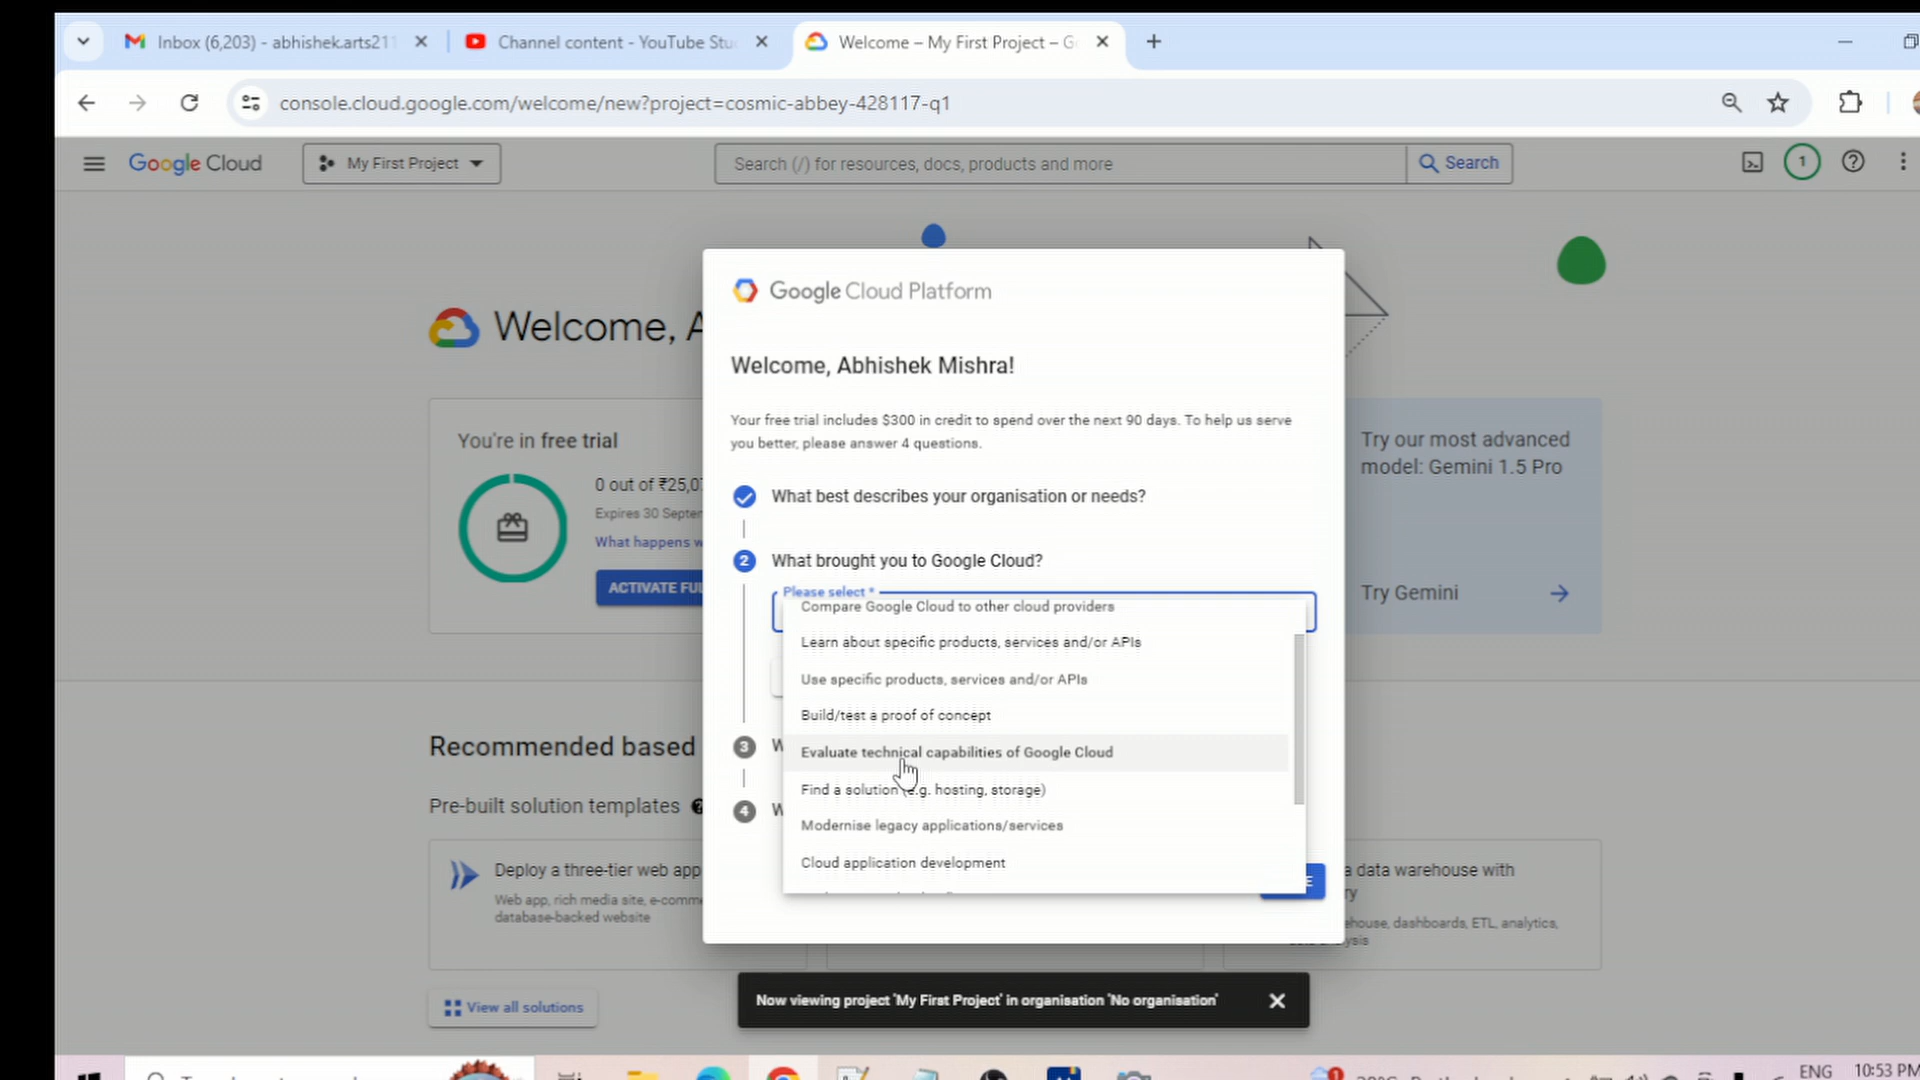 Inbox (6,203) - abhishek.arts211
Channel content - YouTube Stu
Welcome – My First Project – G
console.cloud.google.com/welcome/new?project=cosmic-abbey-428117-q1
Google Cloud
My First Project
Search (/) for resources, docs, products and more
Search
1
Welcome, A
You're in free trial
0 out of ₹25,07
Expires 30 Septem
What happens w
ACTIVATE FUL
Google Cloud Platform
Welcome, Abhishek Mishra!
Your free trial includes $300 in credit to spend over the next 90 days. To help us serve
you better, please answer 4 questions.
What best describes your organisation or needs?
2 What brought you to Google Cloud?
Please select *
Compare Google Cloud to other cloud providers
Learn about specific products, services and/or APIs
Use specific products, services and/or APIs
Build/test a proof of concept
Evaluate technical capabilities of Google Cloud
Find a solution (e.g. hosting, storage)
Modernise legacy applications/services
Cloud application development
3 W
4 W
Try our most advanced
model: Gemini 1.5 Pro
Try Gemini
Recommended based
Pre-built solution templates
Deploy a three-tier web app
Web app, rich media site, e-comme
database-backed website
a data warehouse with
ry
ehouse, dashboards, ETL, analytics,
View all solutions
Now viewing project 'My First Project' in organisation 'No organisation'
ENG
10:53 PM